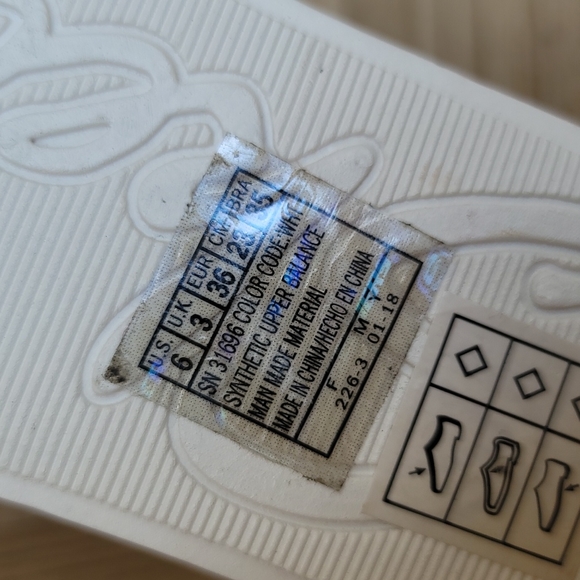 U.S. U.K. EUR CM BRA
6 3 36 23 35
SN 31696 COLOR CODE:WHT
SYNTHETIC UPPER BALANCE
MAN MADE MATERIAL
MADE IN CHINA/HECHO EN CHINA
F M Y
226.3 01-18